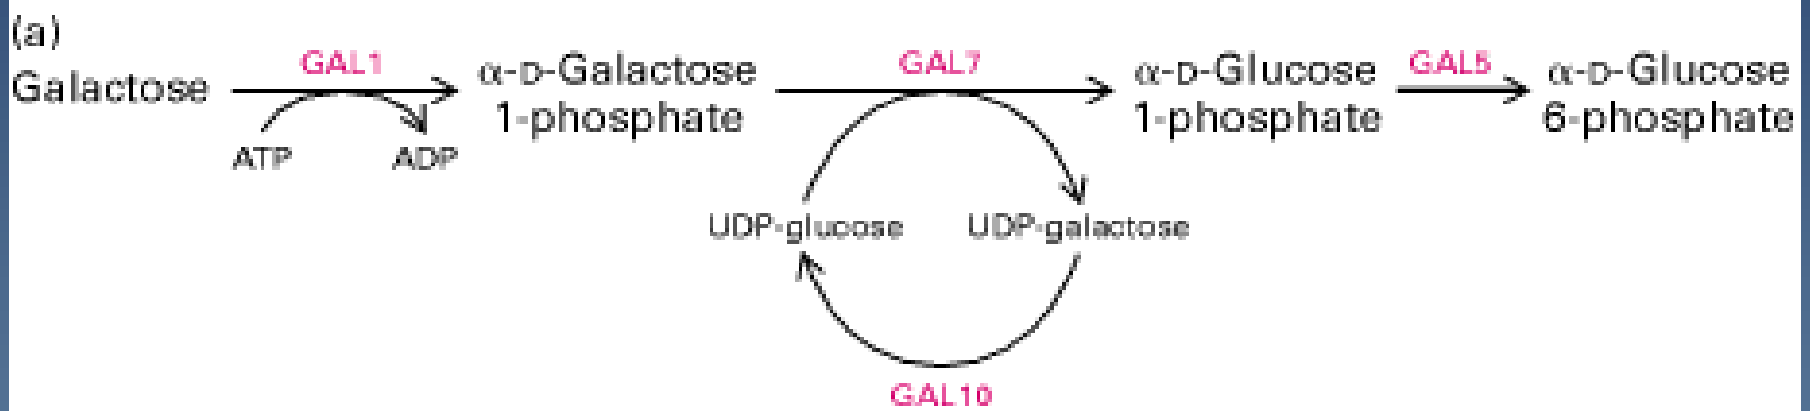 (a)
Galactose
GAL1
ATP
ADP
α-D-Galactose
1-phosphate
GAL7
UDP-glucose
UDP-galactose
GAL10
α-D-Glucose
1-phosphate
GAL5
α-D-Glucose
6-phosphate